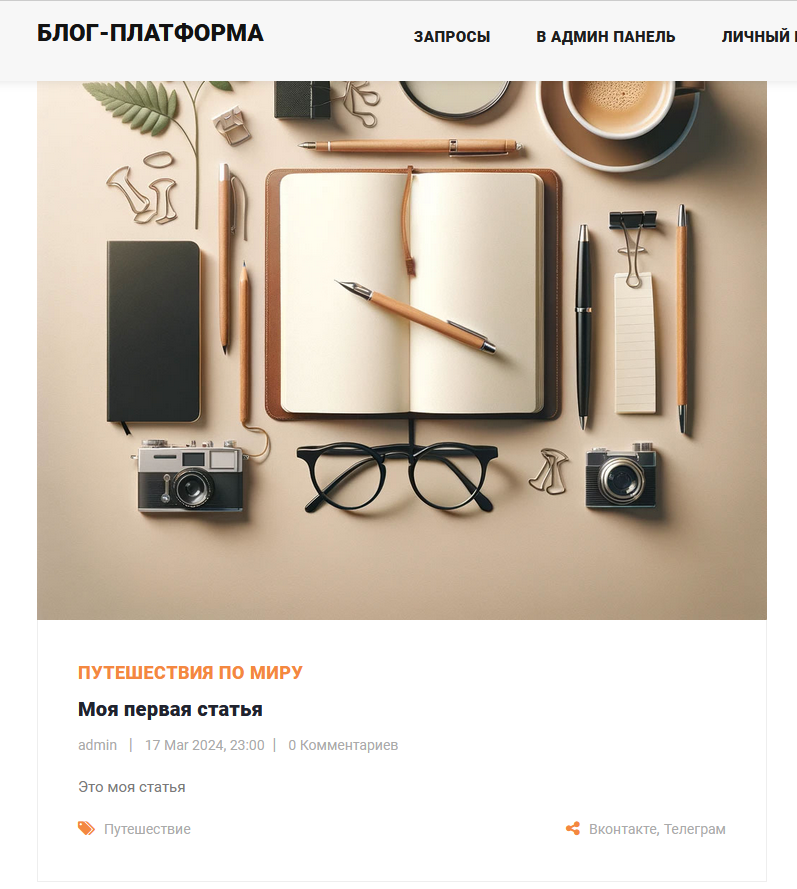 БЛОГ-ПЛАТФОРМА
ЗАПРОСЫ В АДМИН ПАНЕЛЬ ЛИЧНЫЙ
ПУТЕШЕСТВИЯ ПО МИРУ
Моя первая статья
admin | 17 Mar 2024, 23:00 | 0 Комментариев
Это моя статья
Путешествие Вконтакте, Телеграм